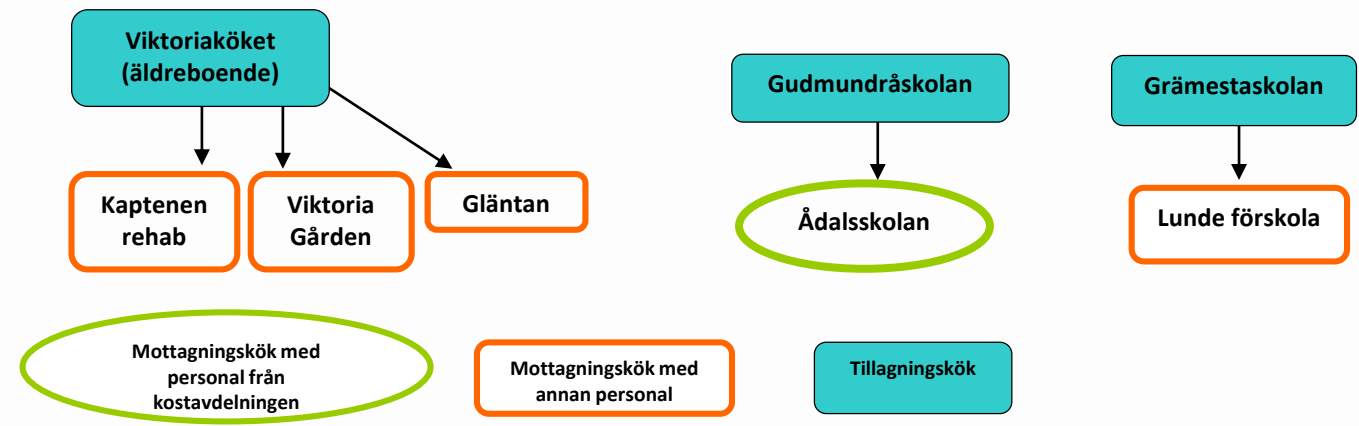 Viktoriaköket
(äldreboende)
Gudmundråskolan
Grämestaskolan
Kaptenen
rehab
Viktoria
Gården
Gläntan
Ådalsskolan
Lunde förskola
Mottagningskök med
personal från
kostavdelningen
Mottagningskök med
annan personal
Tillagningskök